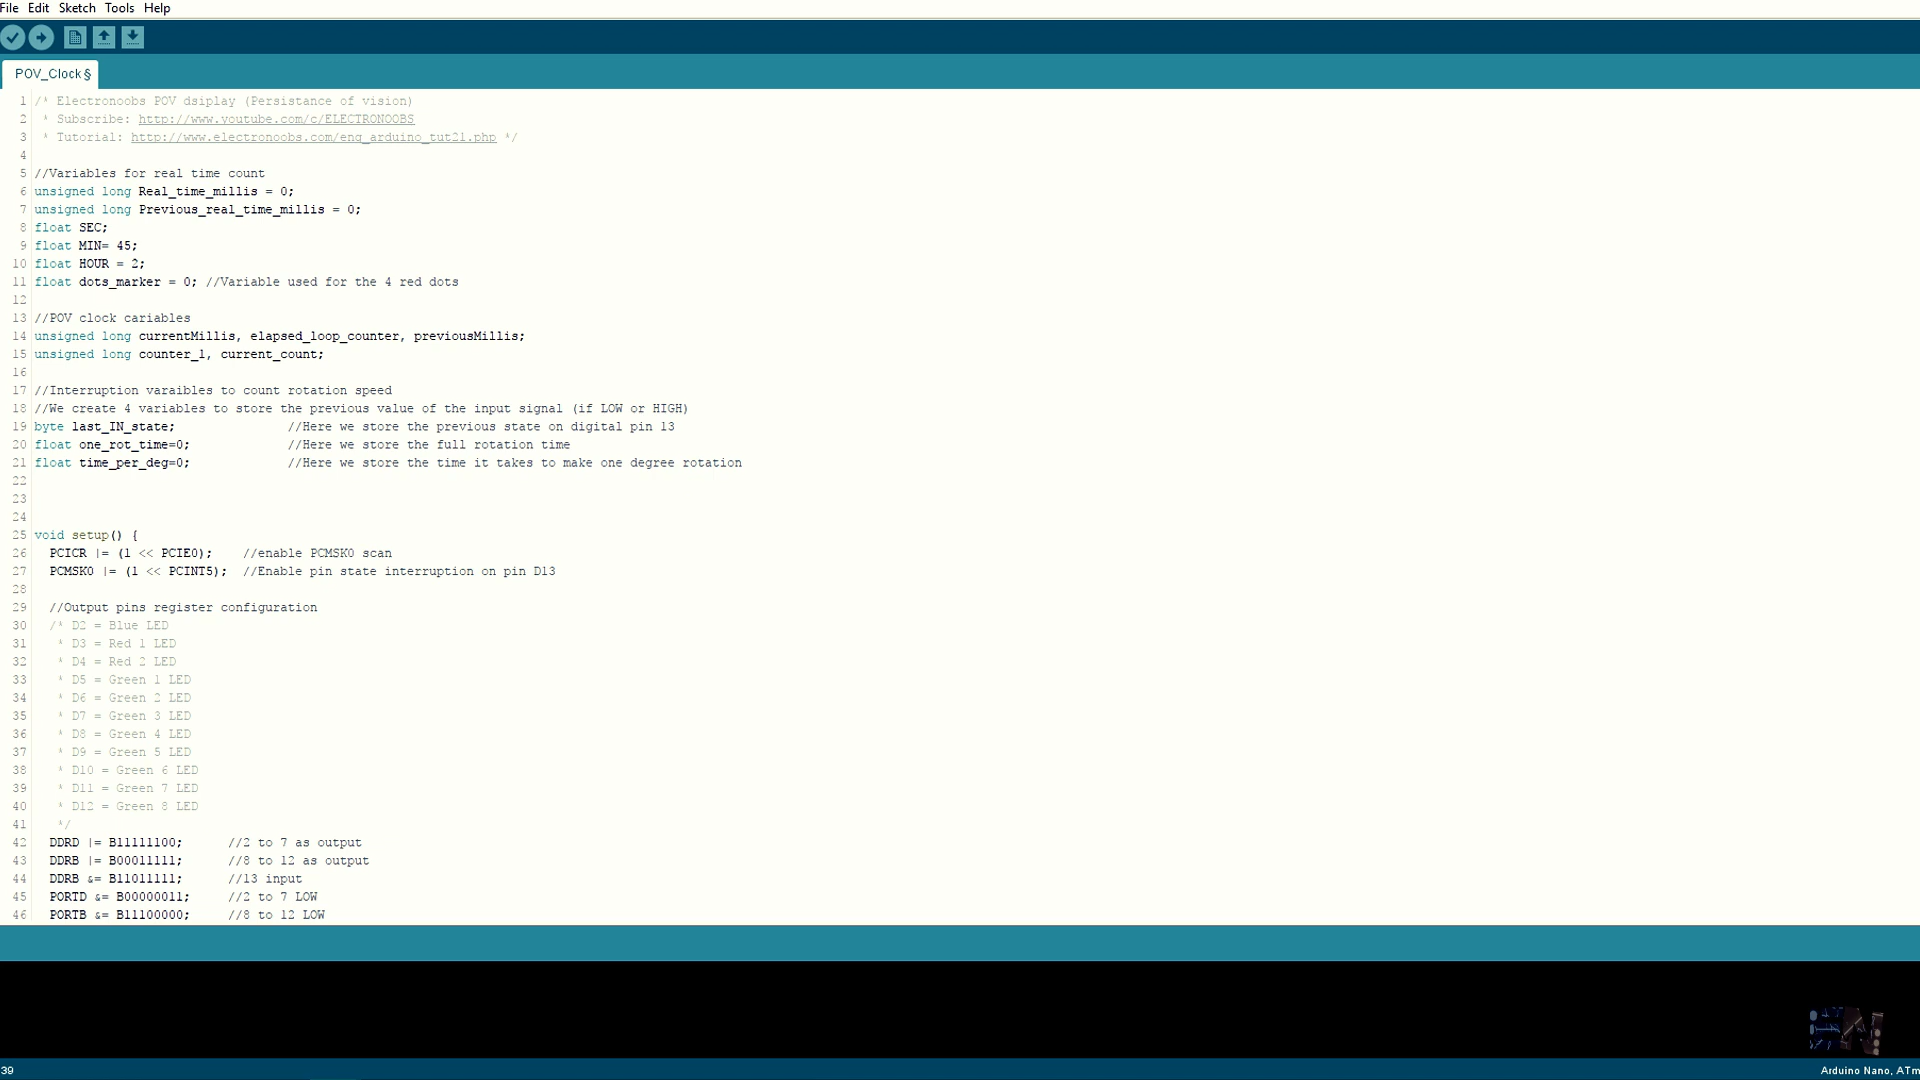 File Edit Sketch Tools Help
POV_Clock §
1 /* Electronoobs POV dsiplay (Persistance of vision)
2 * Subscribe: http://www.youtube.com/c/ELECTRONOOBS
3 * Tutorial: http://www.electronoobs.com/eng_arduino_tut21.php */
4
5 //Variables for real time count
6 unsigned long Real_time_millis = 0;
7 unsigned long Previous_real_time_millis = 0;
8 float SEC;
9 float MIN= 45;
10 float HOUR = 2;
11 float dots_marker = 0; //Variable used for the 4 red dots
12
13 //POV clock cariables
14 unsigned long currentMillis, elapsed_loop_counter, previousMillis;
15 unsigned long counter_1, current_count;
16
17 //Interruption varaibles to count rotation speed
18 //We create 4 variables to store the previous value of the input signal (if LOW or HIGH)
19 byte last_IN_state; //Here we store the previous state on digital pin 13
20 float one_rot_time=0; //Here we store the full rotation time
21 float time_per_deg=0; //Here we store the time it takes to make one degree rotation
22
23
24
25 void setup() {
26 PCICR |= (1 << PCIE0); //enable PCMSK0 scan
27 PCMSK0 |= (1 << PCINT5); //Enable pin state interruption on pin D13
28
29 //Output pins register configuration
30 /* D2 = Blue LED
31 * D3 = Red 1 LED
32 * D4 = Red 2 LED
33 * D5 = Green 1 LED
34 * D6 = Green 2 LED
35 * D7 = Green 3 LED
36 * D8 = Green 4 LED
37 * D9 = Green 5 LED
38 * D10 = Green 6 LED
39 * D11 = Green 7 LED
40 * D12 = Green 8 LED
41 */
42 DDRD |= B11111100; //2 to 7 as output
43 DDRB |= B00011111; //8 to 12 as output
44 DDRB &= B11011111; //13 input
45 PORTD &= B00000011; //2 to 7 LOW
46 PORTB &= B11100000; //8 to 12 LOW
39
Arduino Nano, ATm